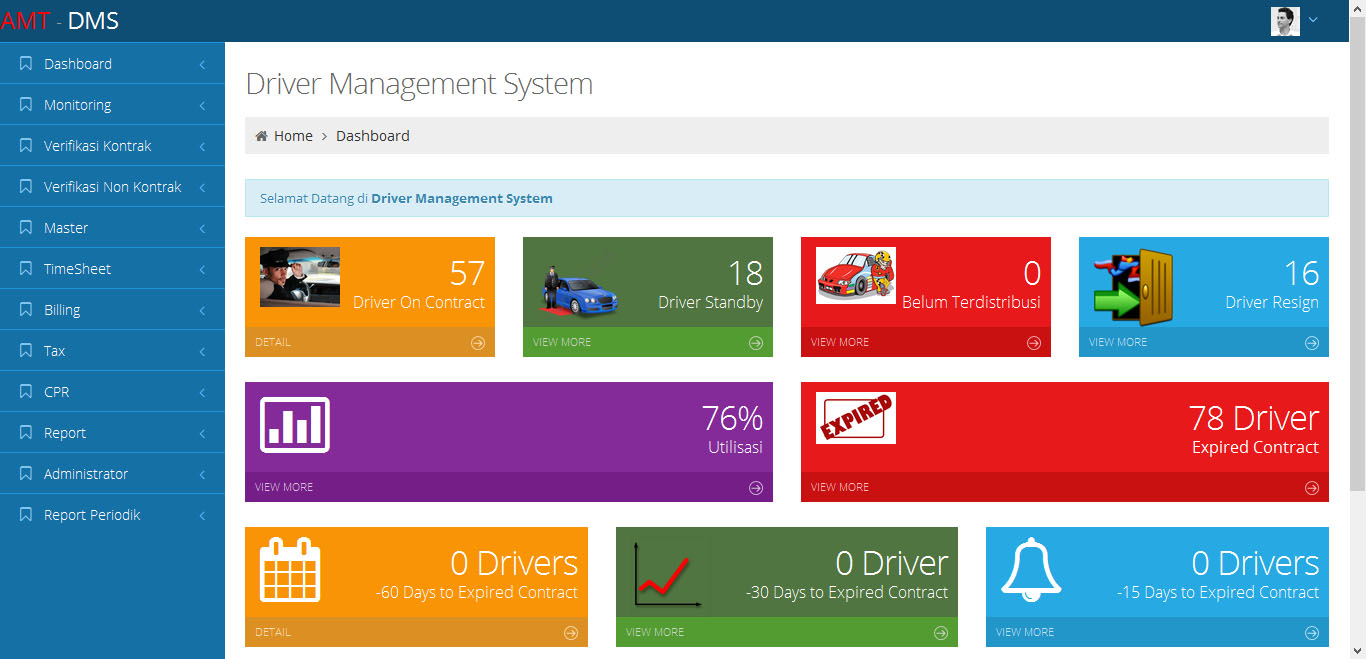 AMT - DMS
Dashboard
Monitoring
Verifikasi Kontrak
Verifikasi Non Kontrak
Master
TimeSheet
Billing
Tax
CPR
Report
Administrator
Report Periodik
Driver Management System
Home > Dashboard
Selamat Datang di Driver Management System
57
Driver On Contract
DETAIL
18
Driver Standby
VIEW MORE
0
Belum Terdistribusi
VIEW MORE
16
Driver Resign
VIEW MORE
76%
Utilisasi
VIEW MORE
EXPIRED
78 Driver
Expired Contract
VIEW MORE
0 Drivers
-60 Days to Expired Contract
DETAIL
0 Driver
-30 Days to Expired Contract
VIEW MORE
0 Drivers
-15 Days to Expired Contract
VIEW MORE